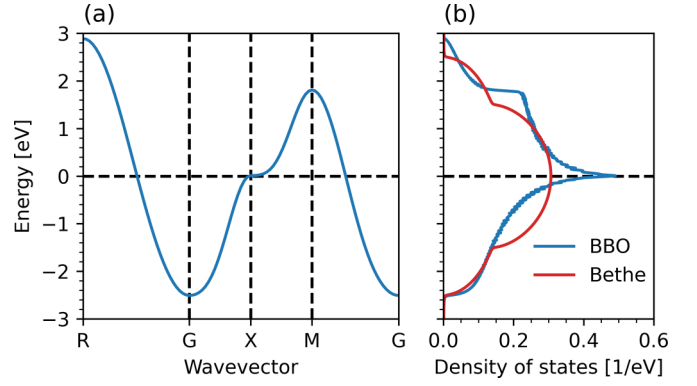 (a)
(b)
3
2
1
0
−1
−2
−3
Energy [eV]
R
G
X
M
G
Wavevector
BBO
Bethe
0.0
0.2
0.4
0.6
Density of states [1/eV]